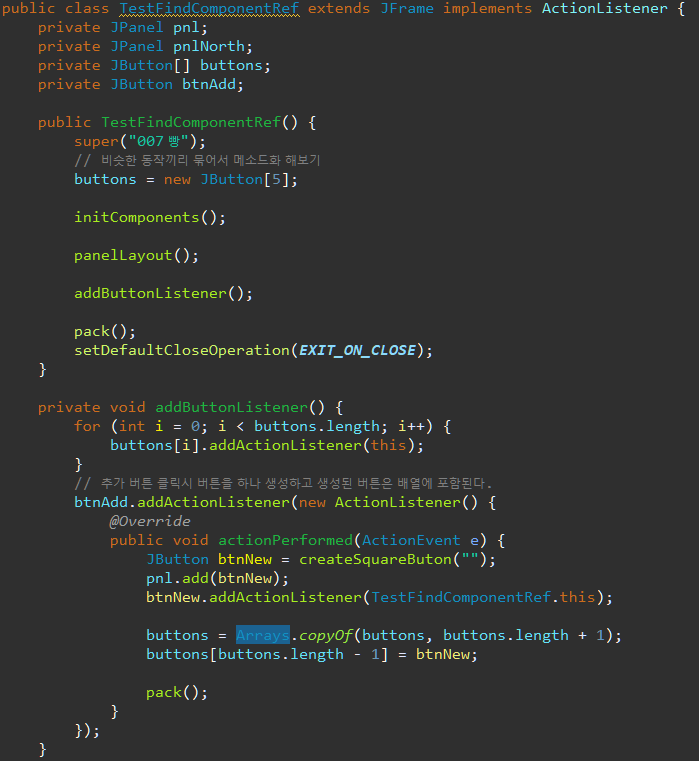 public class TestFindComponentRef extends JFrame implements ActionListener {
private JPanel pnl;
private JPanel pnlNorth;
private JButton[] buttons;
private JButton btnAdd;
public TestFindComponentRef() {
super("007빵");
// 비슷한 동작끼리 묶어서 메소드화 해보기
buttons = new JButton[5];
initComponents();
panelLayout();
addButtonListener();
pack();
setDefaultCloseOperation(EXIT_ON_CLOSE);
}
private void addButtonListener() {
for (int i = 0; i < buttons.length; i++) {
buttons[i].addActionListener(this);
}
// 추가 버튼 클릭시 버튼을 하나 생성하고 생성된 버튼은 배열에 포함된다.
btnAdd.addActionListener(new ActionListener() {
@Override
public void actionPerformed(ActionEvent e) {
JButton btnNew = createSquareButon("");
pnl.add(btnNew);
btnNew.addActionListener(TestFindComponentRef.this);
buttons = Arrays.copyOf(buttons, buttons.length + 1);
buttons[buttons.length - 1] = btnNew;
pack();
}
});
}